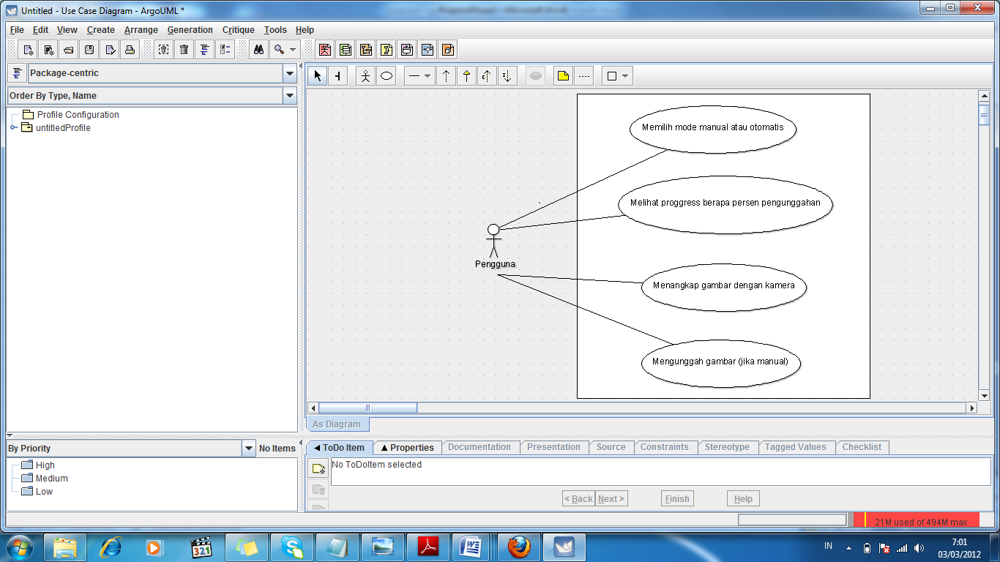 Untitled - Use Case Diagram - ArgoUML *
File Edit View Create Arrange Generation Critique Tools Help
Package-centric
Order By Type, Name
Profile Configuration
untitledProfile
Memilih mode manual atau otomatis
Melihat proggress berapa persen pengunggahan
Pengguna
Menangkap gambar dengan kamera
Mengunggah gambar (jika manual)
As Diagram
By Priority No Items
High
Medium
Low
ToDo Item Properties Documentation Presentation Source Constraints Stereotype Tagged Values Checklist
No ToDoItem selected
< Back Next > Finish Help
21M used of 494M max
321
IN
7:01
03/03/2012